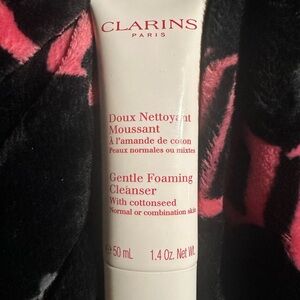 CLARINS
PARIS
Doux Nettoyant
Moussant
A l'amande de coton
Peaux normales ou mixtes
Gentle Foaming
Cleanser
With cottonseed
Normal or combination skin
50 mL 1.4 Oz. Net Wt.